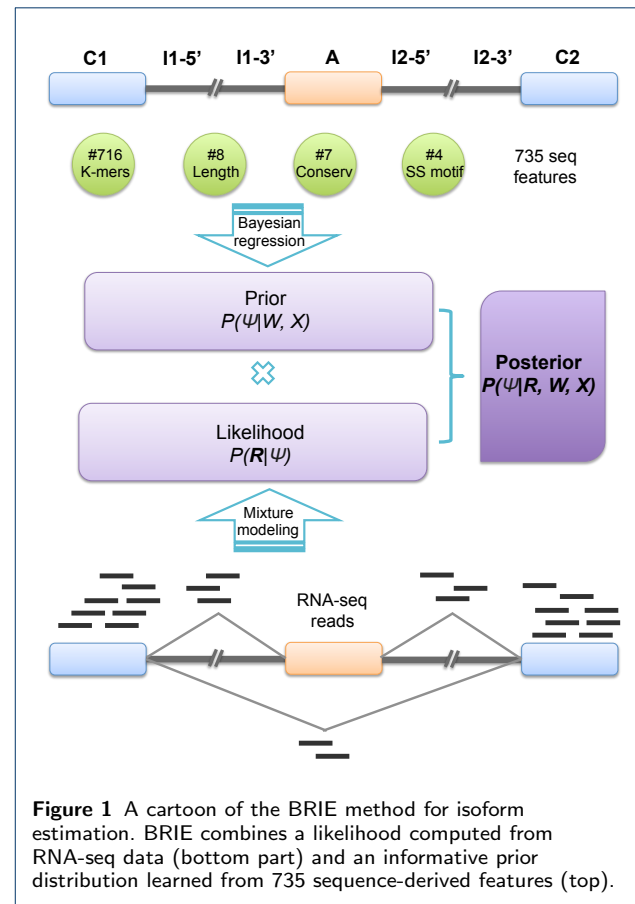 C1 I1-5’ I1-3’ A I2-5’ I2-3’ C2
#716
K-mers
#8
Length
#7
Conserv
#4
SS motif
735 seq
features
Bayesian
regression
Prior
P(Ψ|W, X)
Posterior
P(Ψ|R, W, X)
Likelihood
P(R|Ψ)
Mixture
modeling
RNA-seq
reads
Figure 1 A cartoon of the BRIE method for isoform
estimation. BRIE combines a likelihood computed from
RNA-seq data (bottom part) and an informative prior
distribution learned from 735 sequence-derived features (top).